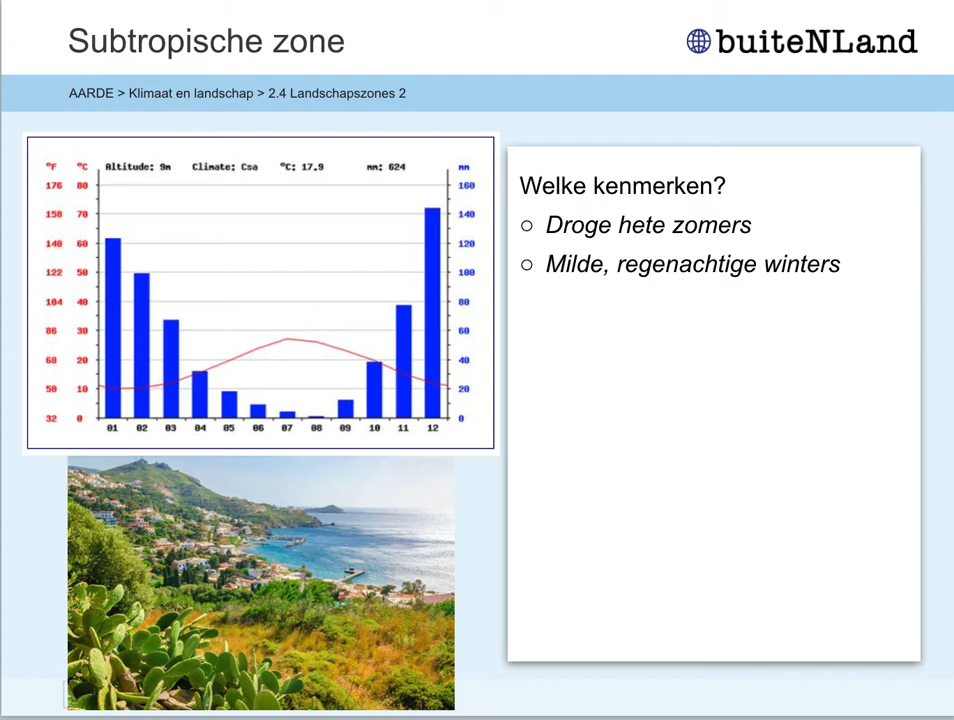 Subtropische zone
buiteNLand
AARDE > Klimaat en landschap > 2.4 Landschapszones 2
°F °C Altitude: 9m Climate: Csa °C: 17.9 mm: 624 mm
176 80 160
158 70 140
140 60 120
122 50 100
104 40 80
86 30 60
68 20 40
50 10 20
32 0 0
01 02 03 04 05 06 07 08 09 10 11 12
Welke kenmerken?
○ Droge hete zomers
○ Milde, regenachtige winters